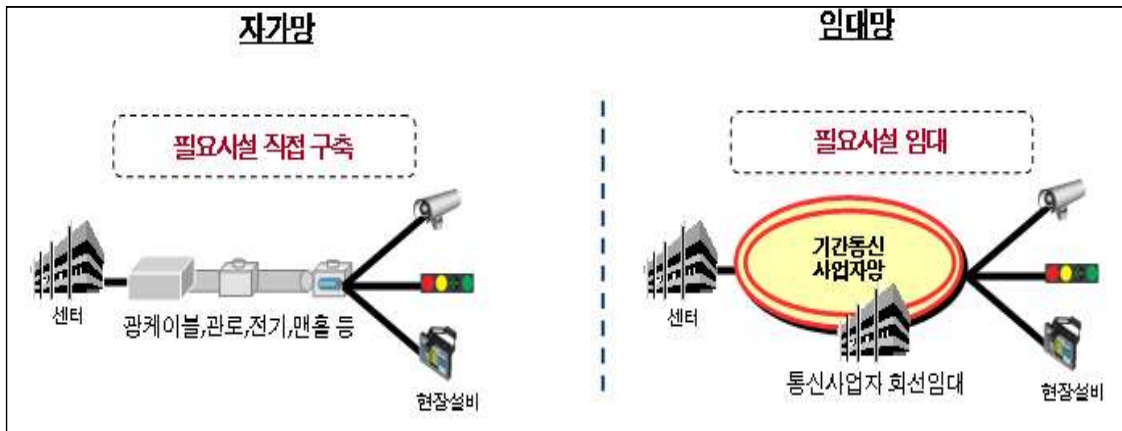 자가망
필요시설 직접 구축
센터
광케이블,관로,전기,맨홀 등
현장설비
임대망
필요시설 임대
기간통신
사업자망
센터
통신사업자 회선임대
현장설비